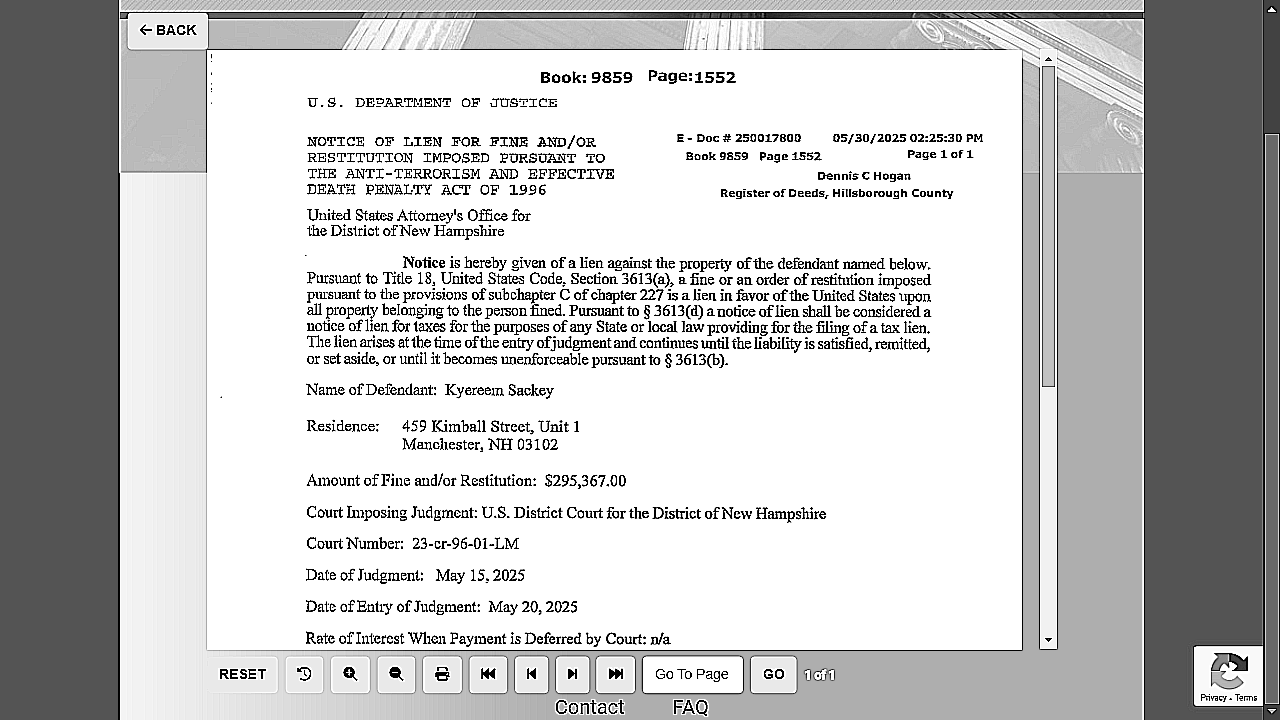 ← BACK
Book: 9859 Page:1552
U.S. DEPARTMENT OF JUSTICE
NOTICE OF LIEN FOR FINE AND/OR
RESTITUTION IMPOSED PURSUANT TO
THE ANTI-TERRORISM AND EFFECTIVE
DEATH PENALTY ACT OF 1996
E - Doc # 250017800 05/30/2025 02:25:30 PM
Book 9859 Page 1552 Page 1 of 1
Dennis C Hogan
Register of Deeds, Hillsborough County
United States Attorney's Office for
the District of New Hampshire
Notice is hereby given of a lien against the property of the defendant named below.
Pursuant to Title 18, United States Code, Section 3613(a), a fine or an order of restitution imposed
pursuant to the provisions of subchapter C of chapter 227 is a lien in favor of the United States upon
all property belonging to the person fined. Pursuant to § 3613(d) a notice of lien shall be considered a
notice of lien for taxes for the purposes of any State or local law providing for the filing of a tax lien.
The lien arises at the time of the entry of judgment and continues until the liability is satisfied, remitted,
or set aside, or until it becomes unenforceable pursuant to § 3613(b).
Name of Defendant: Kyereem Sackey
Residence: 459 Kimball Street, Unit 1
Manchester, NH 03102
Amount of Fine and/or Restitution: $295,367.00
Court Imposing Judgment: U.S. District Court for the District of New Hampshire
Court Number: 23-cr-96-01-LM
Date of Judgment: May 15, 2025
Date of Entry of Judgment: May 20, 2025
Rate of Interest When Payment is Deferred by Court: n/a
RESET Go To Page GO 1 of 1
Contact FAQ
Privacy - Terms